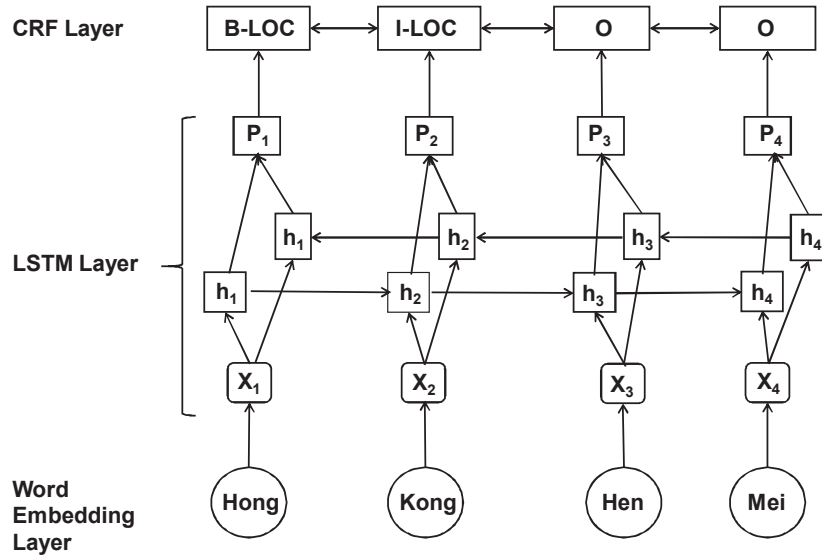 CRF Layer B-LOC I-LOC O O
P1 P2 P3 P4
h1 h2 h3 h4
LSTM Layer
h1 h2 h3 h4
X1 X2 X3 X4
Hong Kong Hen Mei
Word
Embedding
Layer